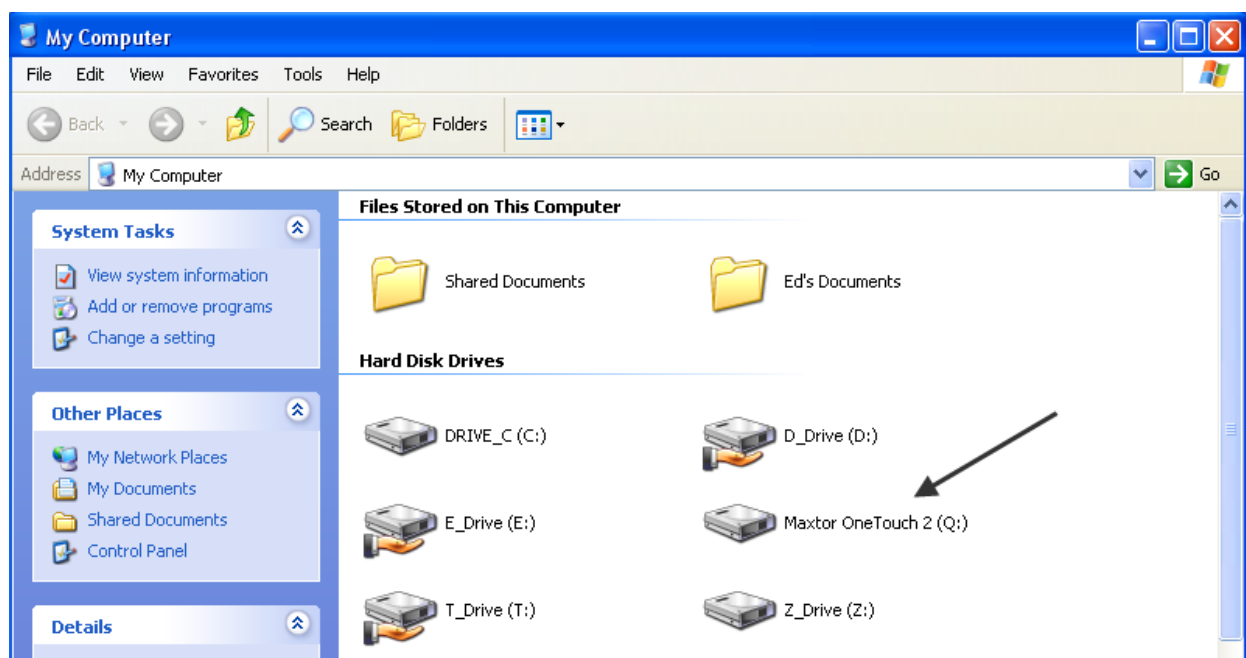 My Computer
File Edit View Favorites Tools Help
Back Search Folders
Address My Computer Go
System Tasks
View system information
Add or remove programs
Change a setting
Other Places
My Network Places
My Documents
Shared Documents
Control Panel
Details
Files Stored on This Computer
Shared Documents Ed's Documents
Hard Disk Drives
DRIVE_C (C:) D_Drive (D:)
E_Drive (E:) Maxtor OneTouch 2 (Q:)
T_Drive (T:) Z_Drive (Z:)